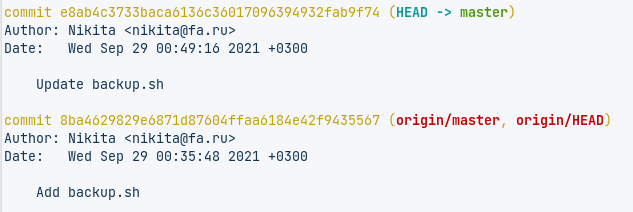 commit e8ab4c3733baca6136c36017096394932fab9f74 (HEAD -> master)
Author: Nikita <nikita@fa.ru>
Date:   Wed Sep 29 00:49:16 2021 +0300
    Update backup.sh
commit 8ba4629829e6871d87604ffaa6184e42f9435567 (origin/master, origin/HEAD)
Author: Nikita <nikita@fa.ru>
Date:   Wed Sep 29 00:35:48 2021 +0300
    Add backup.sh